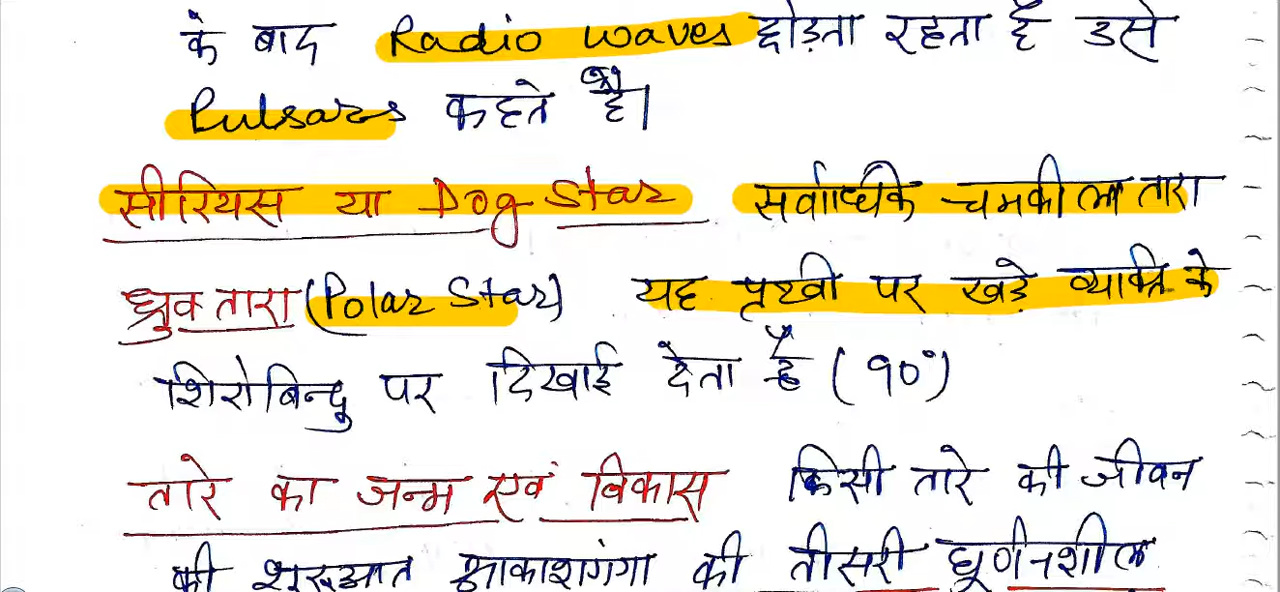 के बाद Radio waves छोड़ता रहता है उसे
Pulsars कहते है।
सीरियस या Dog Star सर्वाधिक चमकीला तारा
ध्रुव तारा (Polar Star) यह पृथ्वी पर खड़े व्यक्ति के
शिरोबिन्दु पर दिखाई देता है (90°)
तारे का जन्म एवं विकास किसी तारे की जीवन
की शुरुआत आकाशगंगा की तीसरी घूर्णनशील